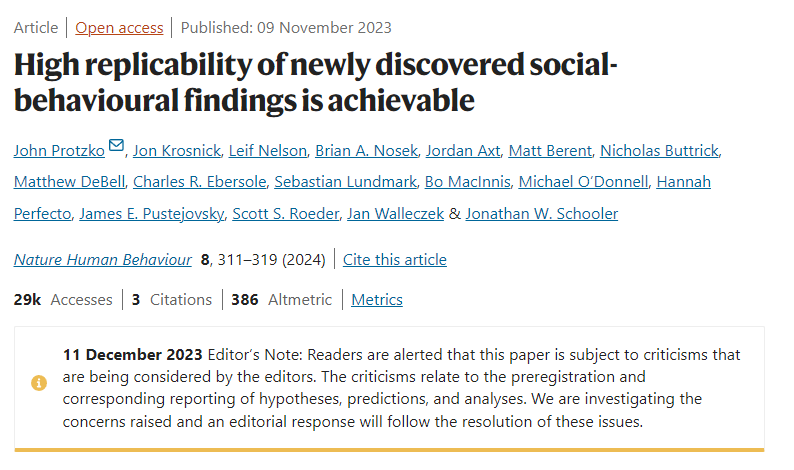 Article | Open access | Published: 09 November 2023
High replicability of newly discovered social-
behavioural findings is achievable
John Protzko, Jon Krosnick, Leif Nelson, Brian A. Nosek, Jordan Axt, Matt Berent, Nicholas Buttrick,
Matthew DeBell, Charles R. Ebersole, Sebastian Lundmark, Bo MacInnis, Michael O’Donnell, Hannah
Perfecto, James E. Pustejovsky, Scott S. Roeder, Jan Walleczek & Jonathan W. Schooler
Nature Human Behaviour 8, 311–319 (2024) | Cite this article
29k Accesses | 3 Citations | 386 Altmetric | Metrics
11 December 2023 Editor’s Note: Readers are alerted that this paper is subject to criticisms that
are being considered by the editors. The criticisms relate to the preregistration and
corresponding reporting of hypotheses, predictions, and analyses. We are investigating the
concerns raised and an editorial response will follow the resolution of these issues.